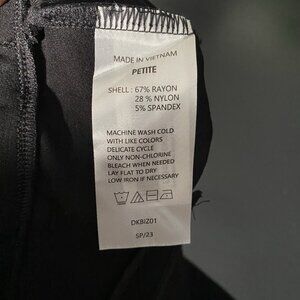 MADE IN VIETNAM
PETITE
SHELL : 67% RAYON
28 % NYLON
5% SPANDEX
MACHINE WASH COLD
WITH LIKE COLORS
DELICATE CYCLE
ONLY NON-CHLORINE
BLEACH WHEN NEEDED
LAY FLAT TO DRY
LOW IRON IF NECESSARY
DKBIZ01
SP/23